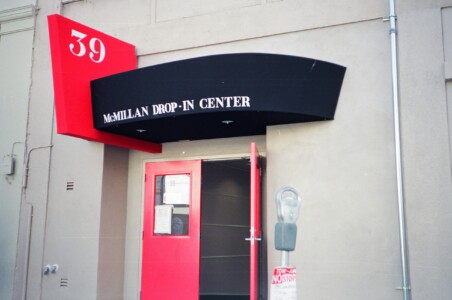 39
McMILLAN DROP-IN CENTER